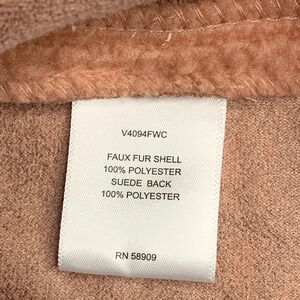 V4094FWC
FAUX FUR SHELL
100% POLYESTER
SUEDE BACK
100% POLYESTER
RN 58909